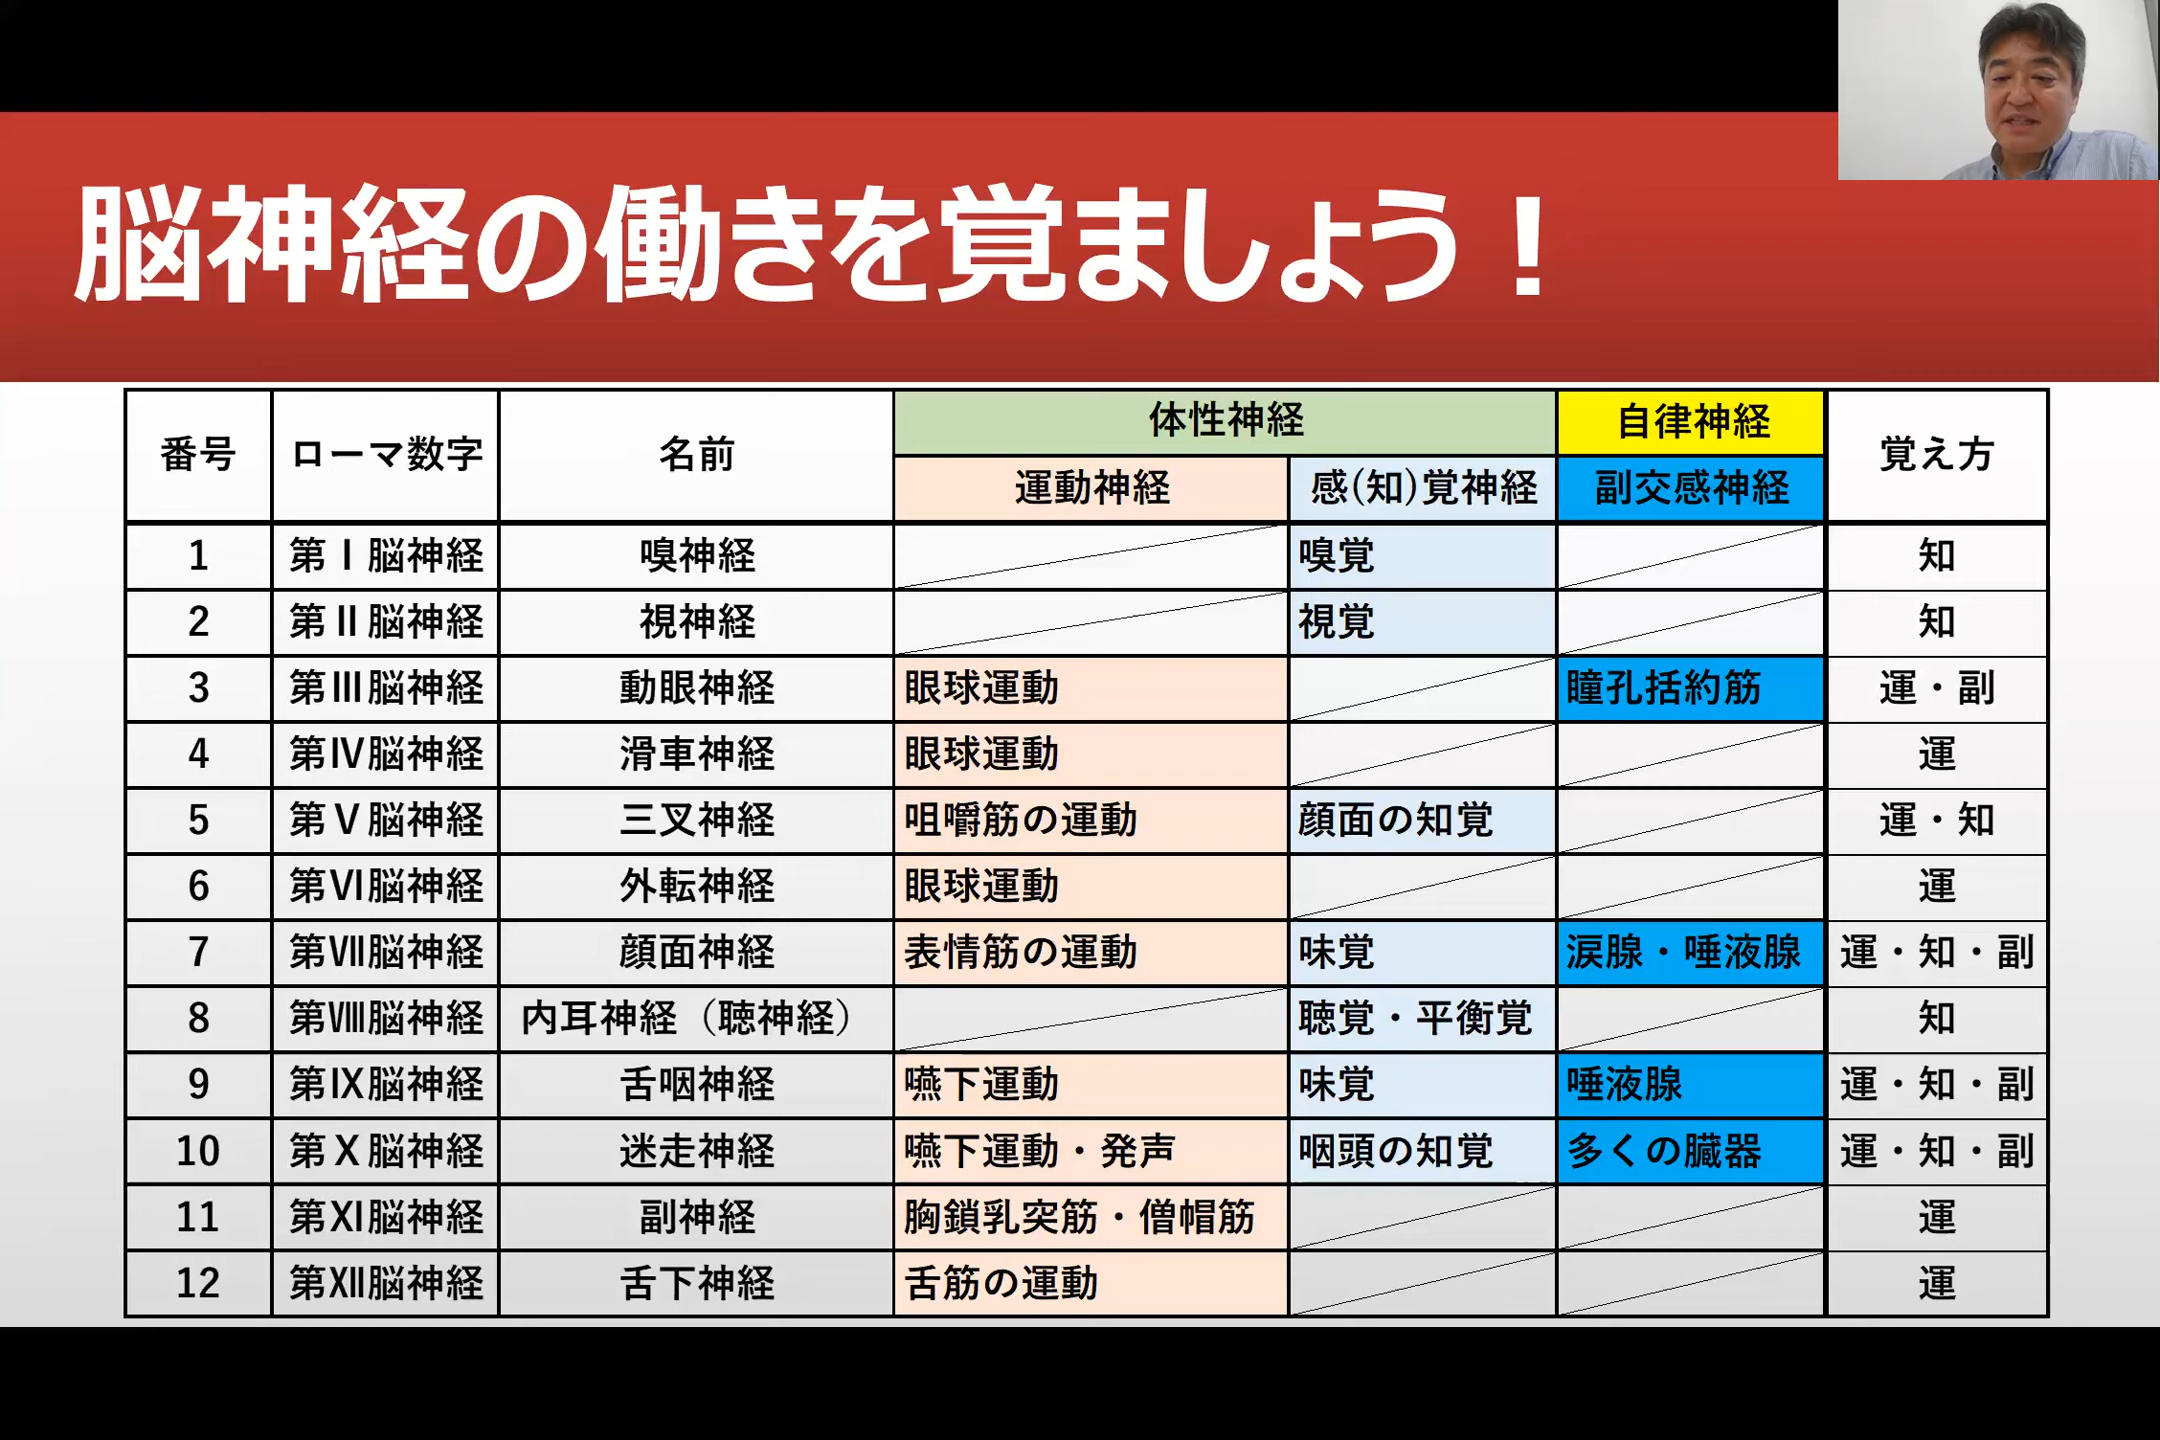 脳神経の働きを覚ましょう！
番号 ローマ数字 名前 体性神経 自律神経 覚え方
運動神経 感(知)覚神経 副交感神経
1 第Ⅰ脳神経 嗅神経 嗅覚 知
2 第Ⅱ脳神経 視神経 視覚 知
3 第Ⅲ脳神経 動眼神経 眼球運動 瞳孔括約筋 運・副
4 第Ⅳ脳神経 滑車神経 眼球運動 運
5 第Ⅴ脳神経 三叉神経 咀嚼筋の運動 顔面の知覚 運・知
6 第Ⅵ脳神経 外転神経 眼球運動 運
7 第Ⅶ脳神経 顔面神経 表情筋の運動 味覚 涙腺・唾液腺 運・知・副
8 第Ⅷ脳神経 内耳神経（聴神経） 聴覚・平衡覚 知
9 第Ⅸ脳神経 舌咽神経 嚥下運動 味覚 唾液腺 運・知・副
10 第Ⅹ脳神経 迷走神経 嚥下運動・発声 咽頭の知覚 多くの臓器 運・知・副
11 第Ⅺ脳神経 副神経 胸鎖乳突筋・僧帽筋 運
12 第Ⅻ脳神経 舌下神経 舌筋の運動 運